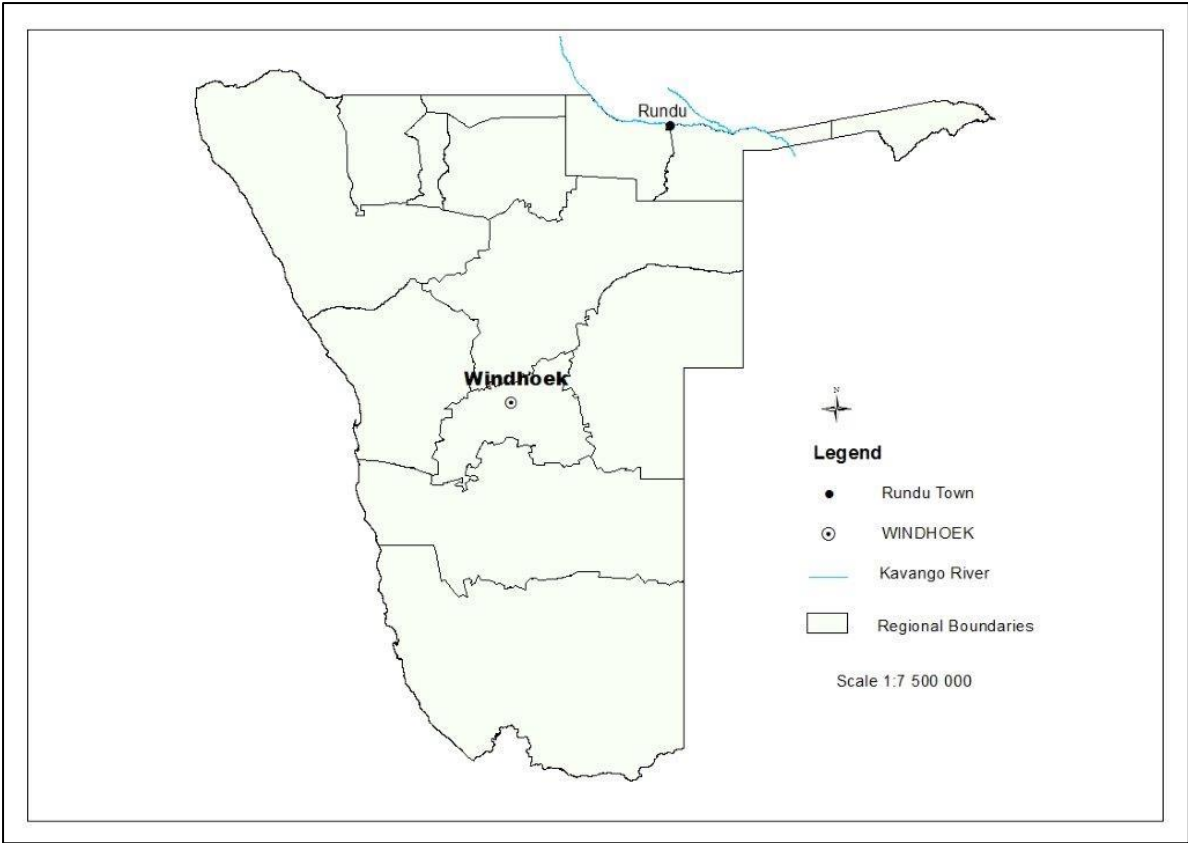 Rundu
Windhoek
N
Legend
Rundu Town
WINDHOEK
Kavango River
Regional Boundaries
Scale 1:7 500 000